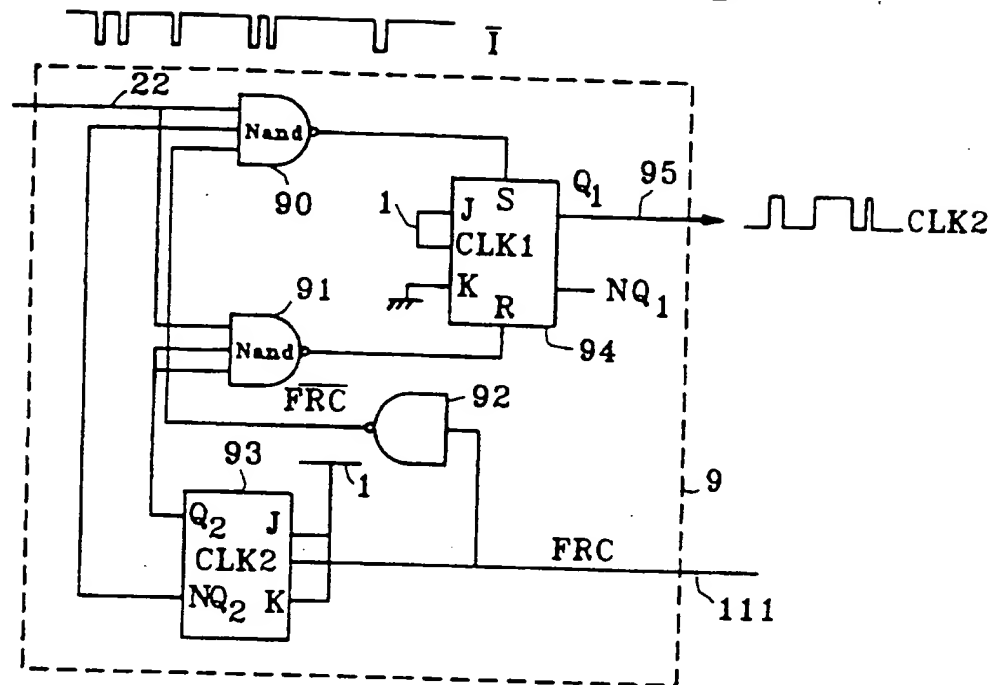 I̅
22
Nand
90
Q₁
95
CLK2
1
J
S
CLK1
K
R
NQ₁
94
91
Nand
F̅R̅C̅
92
93
1
9
Q₂
J
CLK2
NQ₂
K
FRC
111